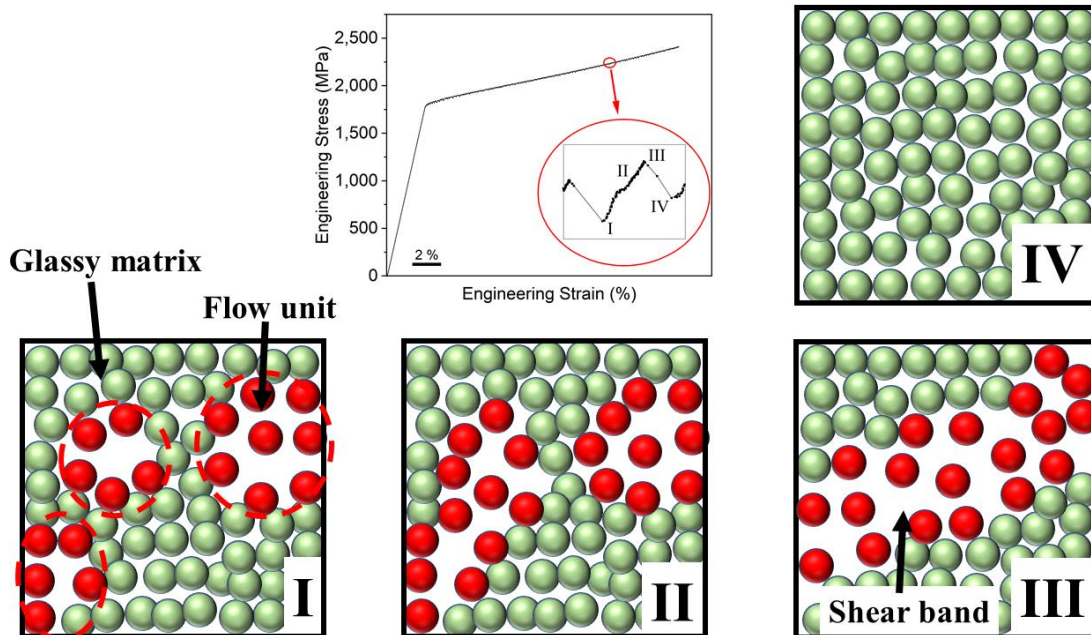 2,500
2,000
1,500
1,000
500
0
Engineering Stress (MPa)
2 %
Engineering Strain (%)
I
II
III
IV
IV
Glassy matrix
Flow unit
I
II
Shear band
III